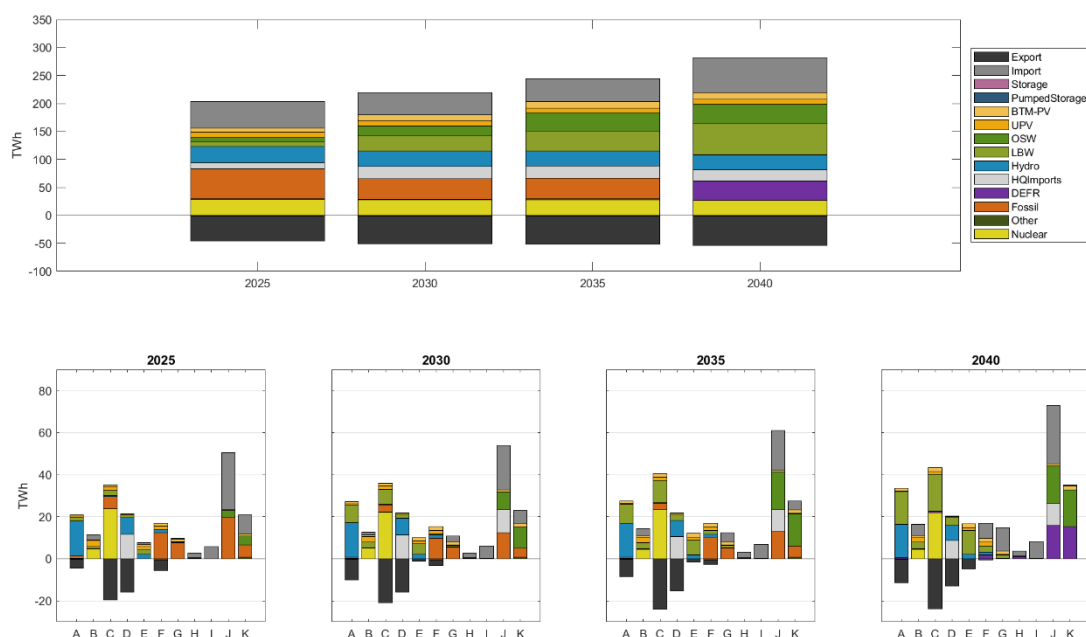 350
300
250
200
150
100
50
0
-50
-100
TWh
2025
2030
2035
2040
Export
Import
Storage
PumpedStorage
BTM-PV
UPV
OSW
LBW
Hydro
HQImports
DEFR
Fossil
Other
Nuclear
2025
2030
2035
2040
80
60
40
20
0
-20
TWh
A B C D E F G H I J K
A B C D E F G H I J K
A B C D E F G H I J K
A B C D E F G H I J K